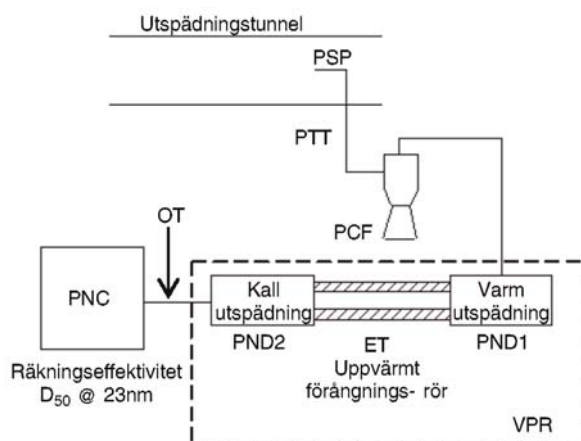 Utspädningstunnel
PSP
PTT
OT
PCF
PNC
Kall
utspädning
Varm
utspädning
PND2
ET
PND1
Räkningseffektivitet
D₅₀ @ 23nm
Uppvärmt
förångnings- rör
VPR